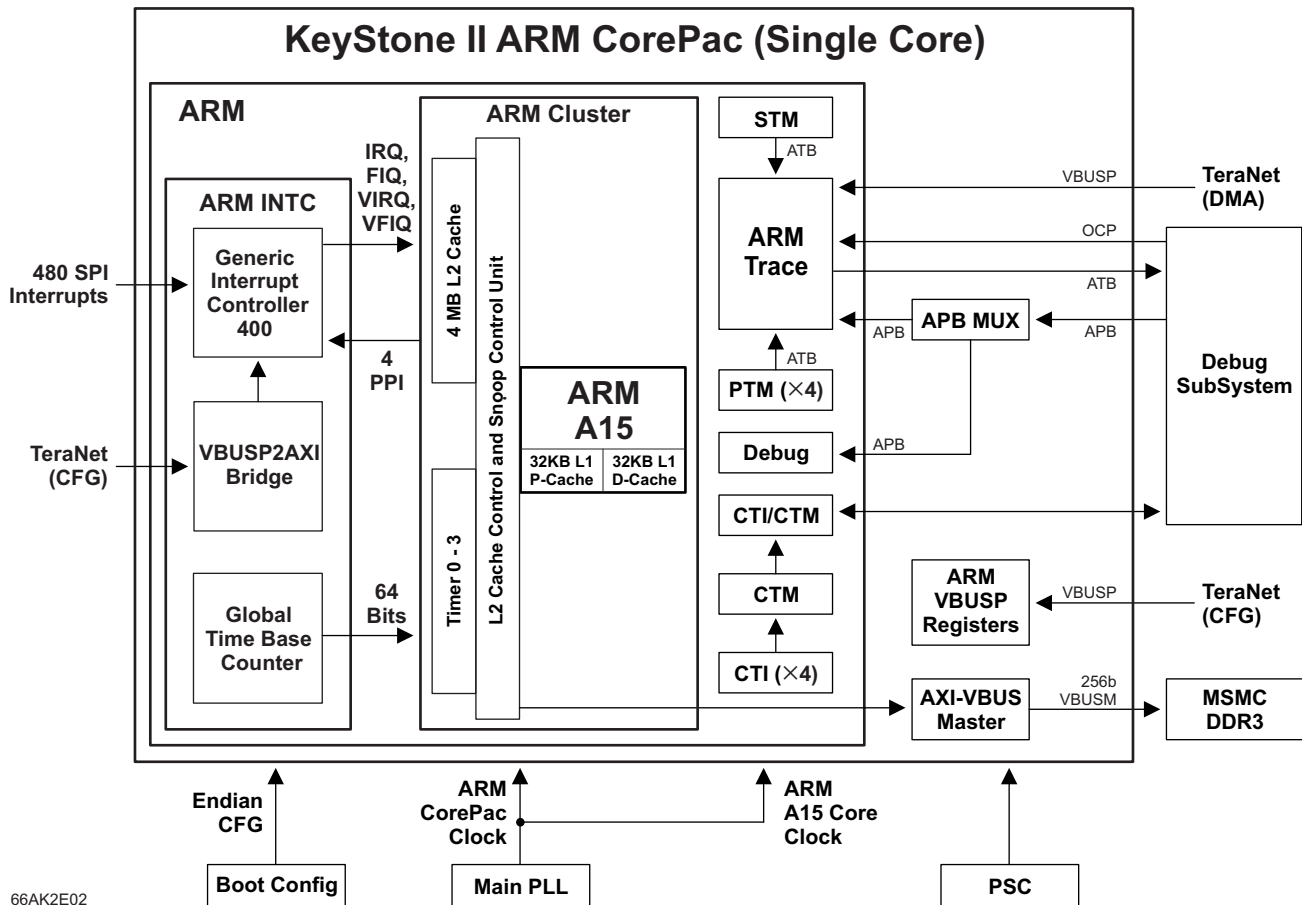 KeyStone II ARM CorePac (Single Core)
ARM
ARM Cluster
STM
ATB
IRQ,
FIQ,
VIRQ,
VFIQ
VBUSP
TeraNet
(DMA)
ARM INTC
ARM
Trace
OCP
Generic
Interrupt
Controller
400
480 SPI
Interrupts
4 MB L2 Cache
L2 Cache Control and Snoop Control Unit
ATB
APB
APB MUX
APB
4
PPI
ATB
Debug
SubSystem
PTM (×4)
ARM
A15
32KB L1
P-Cache
32KB L1
D-Cache
TeraNet
(CFG)
VBUSP2AXI
Bridge
Debug
APB
CTI/CTM
Timer 0 - 3
64
Bits
Global
Time Base
Counter
CTM
ARM
VBUSP
Registers
VBUSP
TeraNet
(CFG)
CTI (×4)
AXI-VBUS
Master
256b
VBUSM
MSMC
DDR3
Endian
CFG
ARM
CorePac
Clock
ARM
A15 Core
Clock
Boot Config
Main PLL
PSC
66AK2E02